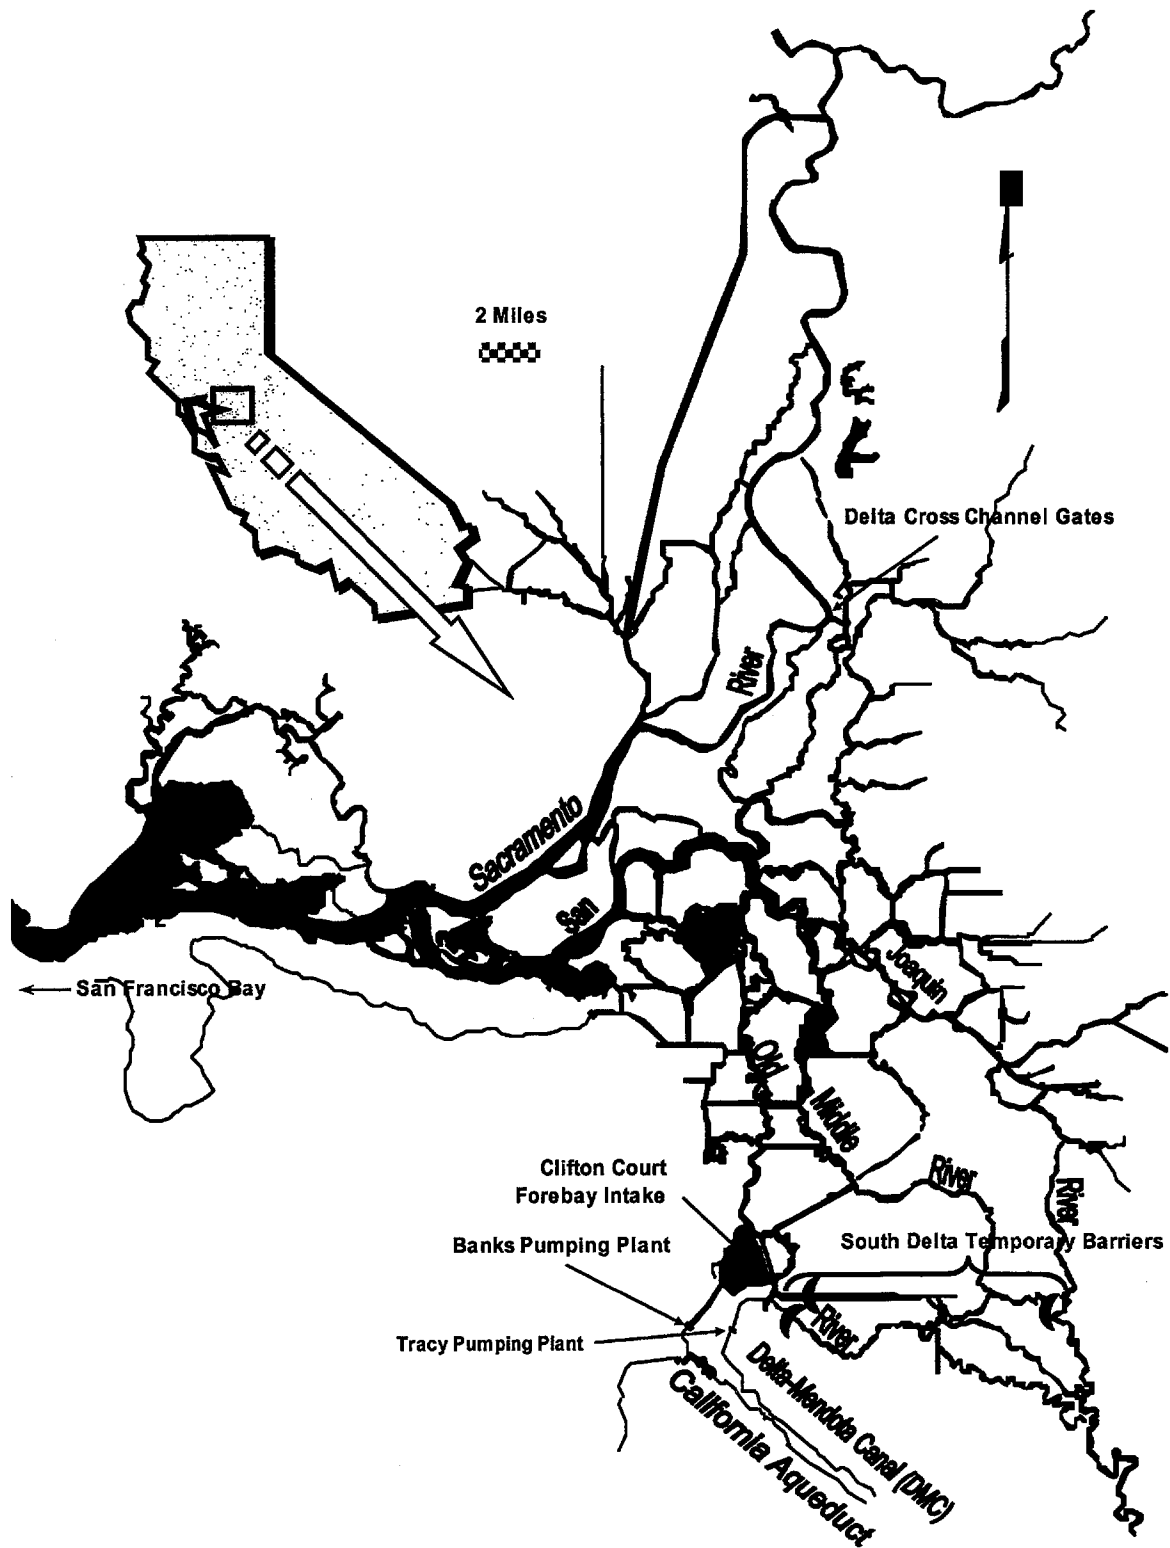 2 Miles
Delta Cross Channel Gates
River
Sacramento
San
Joaquin
San Francisco Bay
Old
Middle
Clifton Court
Forebay Intake
River
River
Banks Pumping Plant
South Delta Temporary Barriers
River
Tracy Pumping Plant
Delta-Mendota Canal (DMC)
California Aqueduct